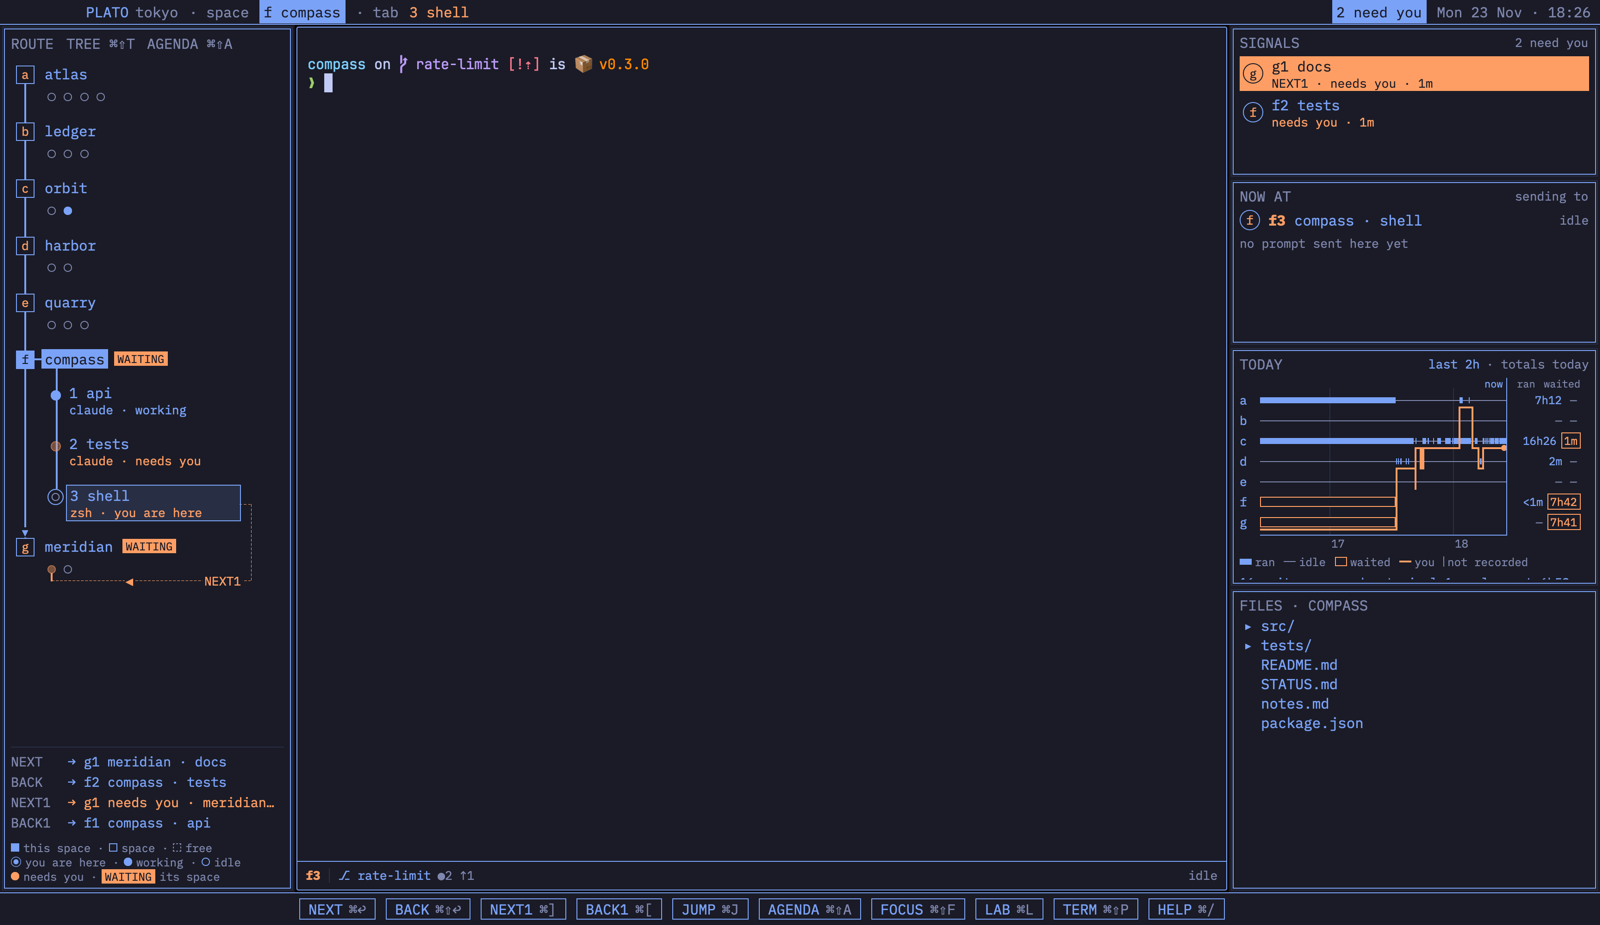 PLATO tokyo · space f compass · tab 3 shell
2 need you Mon 23 Nov · 18:26
ROUTE TREE ⌘⇧T AGENDA ⌘⇧A
a atlas
b ledger
c orbit
d harbor
e quarry
f compass WAITING
1 api
claude · working
2 tests
claude · needs you
3 shell
zsh · you are here
g meridian WAITING
NEXT1
NEXT → g1 meridian · docs
BACK → f2 compass · tests
NEXT1 → g1 needs you · meridian…
BACK1 → f1 compass · api
this space · space · free
you are here · working · idle
needs you · WAITING its space
compass on rate-limit [!⇡] is 📦 v0.3.0
❯
f3 rate-limit ●2 ↑1 idle
SIGNALS 2 need you
g g1 docs
NEXT1 · needs you · 1m
f f2 tests
needs you · 1m
NOW AT sending to
f f3 compass · shell idle
no prompt sent here yet
TODAY last 2h · totals today
now ran waited
a 7h12 —
b — —
c 16h26 1m
d 2m —
e — —
f <1m 7h42
g — 7h41
17 18
ran idle waited you not recorded
FILES · COMPASS
▸ src/
▸ tests/
README.md
STATUS.md
notes.md
package.json
NEXT ⌘↩ BACK ⌘⇧↩ NEXT1 ⌘] BACK1 ⌘[ JUMP ⌘J AGENDA ⌘⇧A FOCUS ⌘⇧F LAB ⌘L TERM ⌘⇧P HELP ⌘/